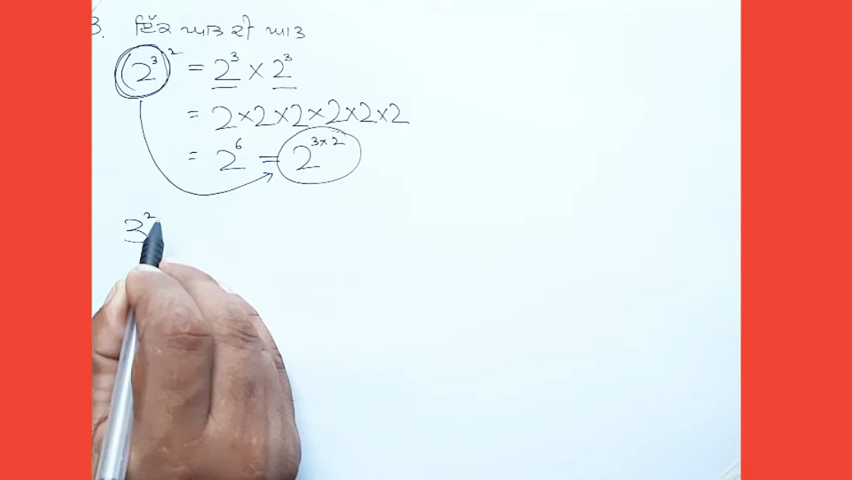 3. ਇੱਕ ਘਾਤ ਦੀ ਘਾਤ
(2³)² = 2³ × 2³
= 2×2×2×2×2×2
= 2⁶ = 2³ˣ²
3²